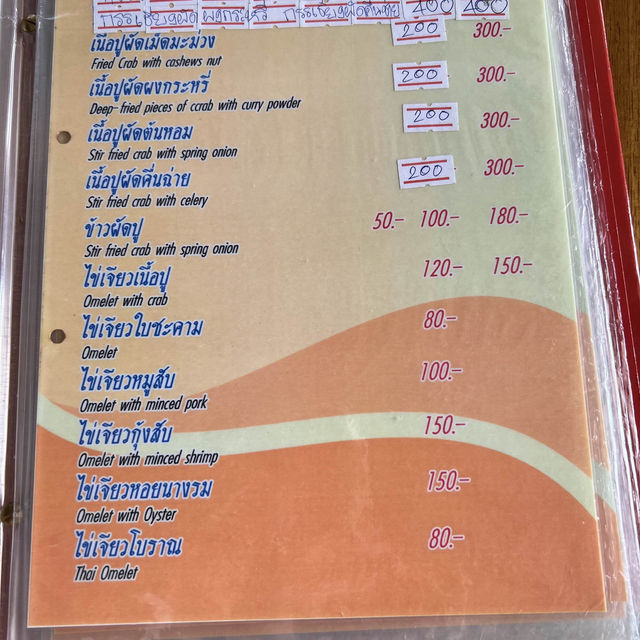 400 400
เนื้อปูผัดเม็ดมะม่วง 200 300.-
Fried Crab with cashews nut
เนื้อปูผัดผงกระหรี่ 200 300.-
Deep-fried pieces of ccrab with curry powder
เนื้อปูผัดต้นหอม 200 300.-
Stir fried crab with spring onion
เนื้อปูผัดคื่นฉ่าย 200 300.-
Stir fried crab with celery
ข้าวผัดปู 50.- 100.- 180.-
Stir fried crab with spring onion
ไข่เจียวเนื้อปู 120.- 150.-
Omelet with crab
ไข่เจียวใบชะคาม 80.-
Omelet
ไข่เจียวหมูสับ 100.-
Omelet with minced pork
ไข่เจียวกุ้งสับ 150.-
Omelet with minced shrimp
ไข่เจียวหอยนางรม 150.-
Omelet with Oyster
ไข่เจียวโบราณ 80.-
Thai Omelet